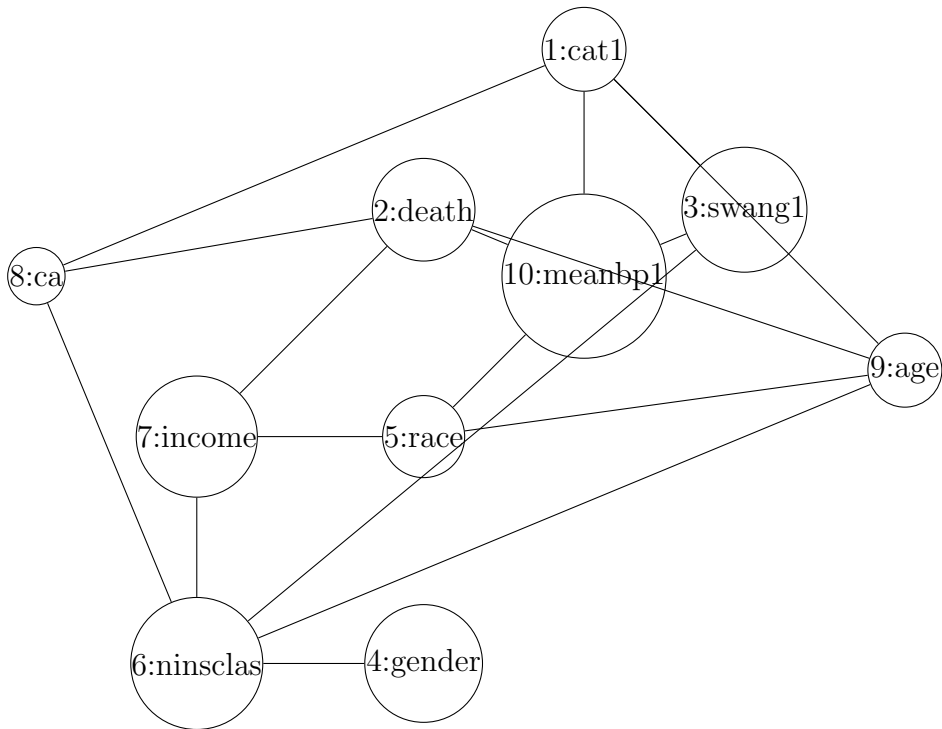 1:cat1
2:death
3:swang1
8:ca
10:meanbp1
9:age
7:income
5:race
6:ninsclas
4:gender